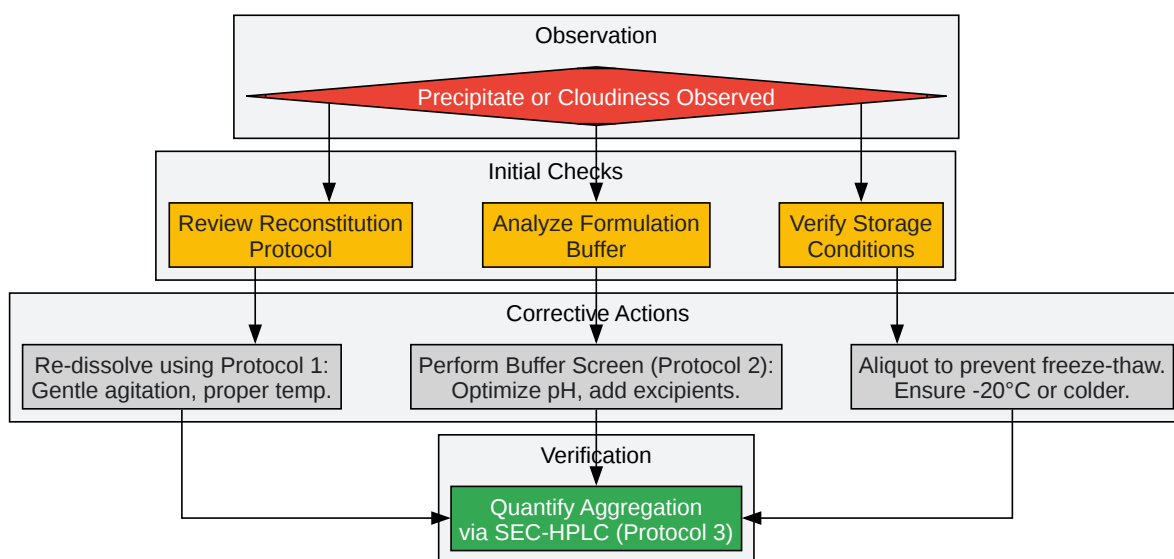 Observation
Precipitate or Cloudiness Observed
Initial Checks
Review Reconstitution
Protocol
Analyze Formulation
Buffer
Verify Storage
Conditions
Corrective Actions
Re-dissolve using Protocol 1:
Gentle agitation, proper temp.
Perform Buffer Screen (Protocol 2):
Optimize pH, add excipients.
Aliquot to prevent freeze-thaw.
Ensure -20°C or colder.
Verification
Quantify Aggregation
via SEC-HPLC (Protocol 3)